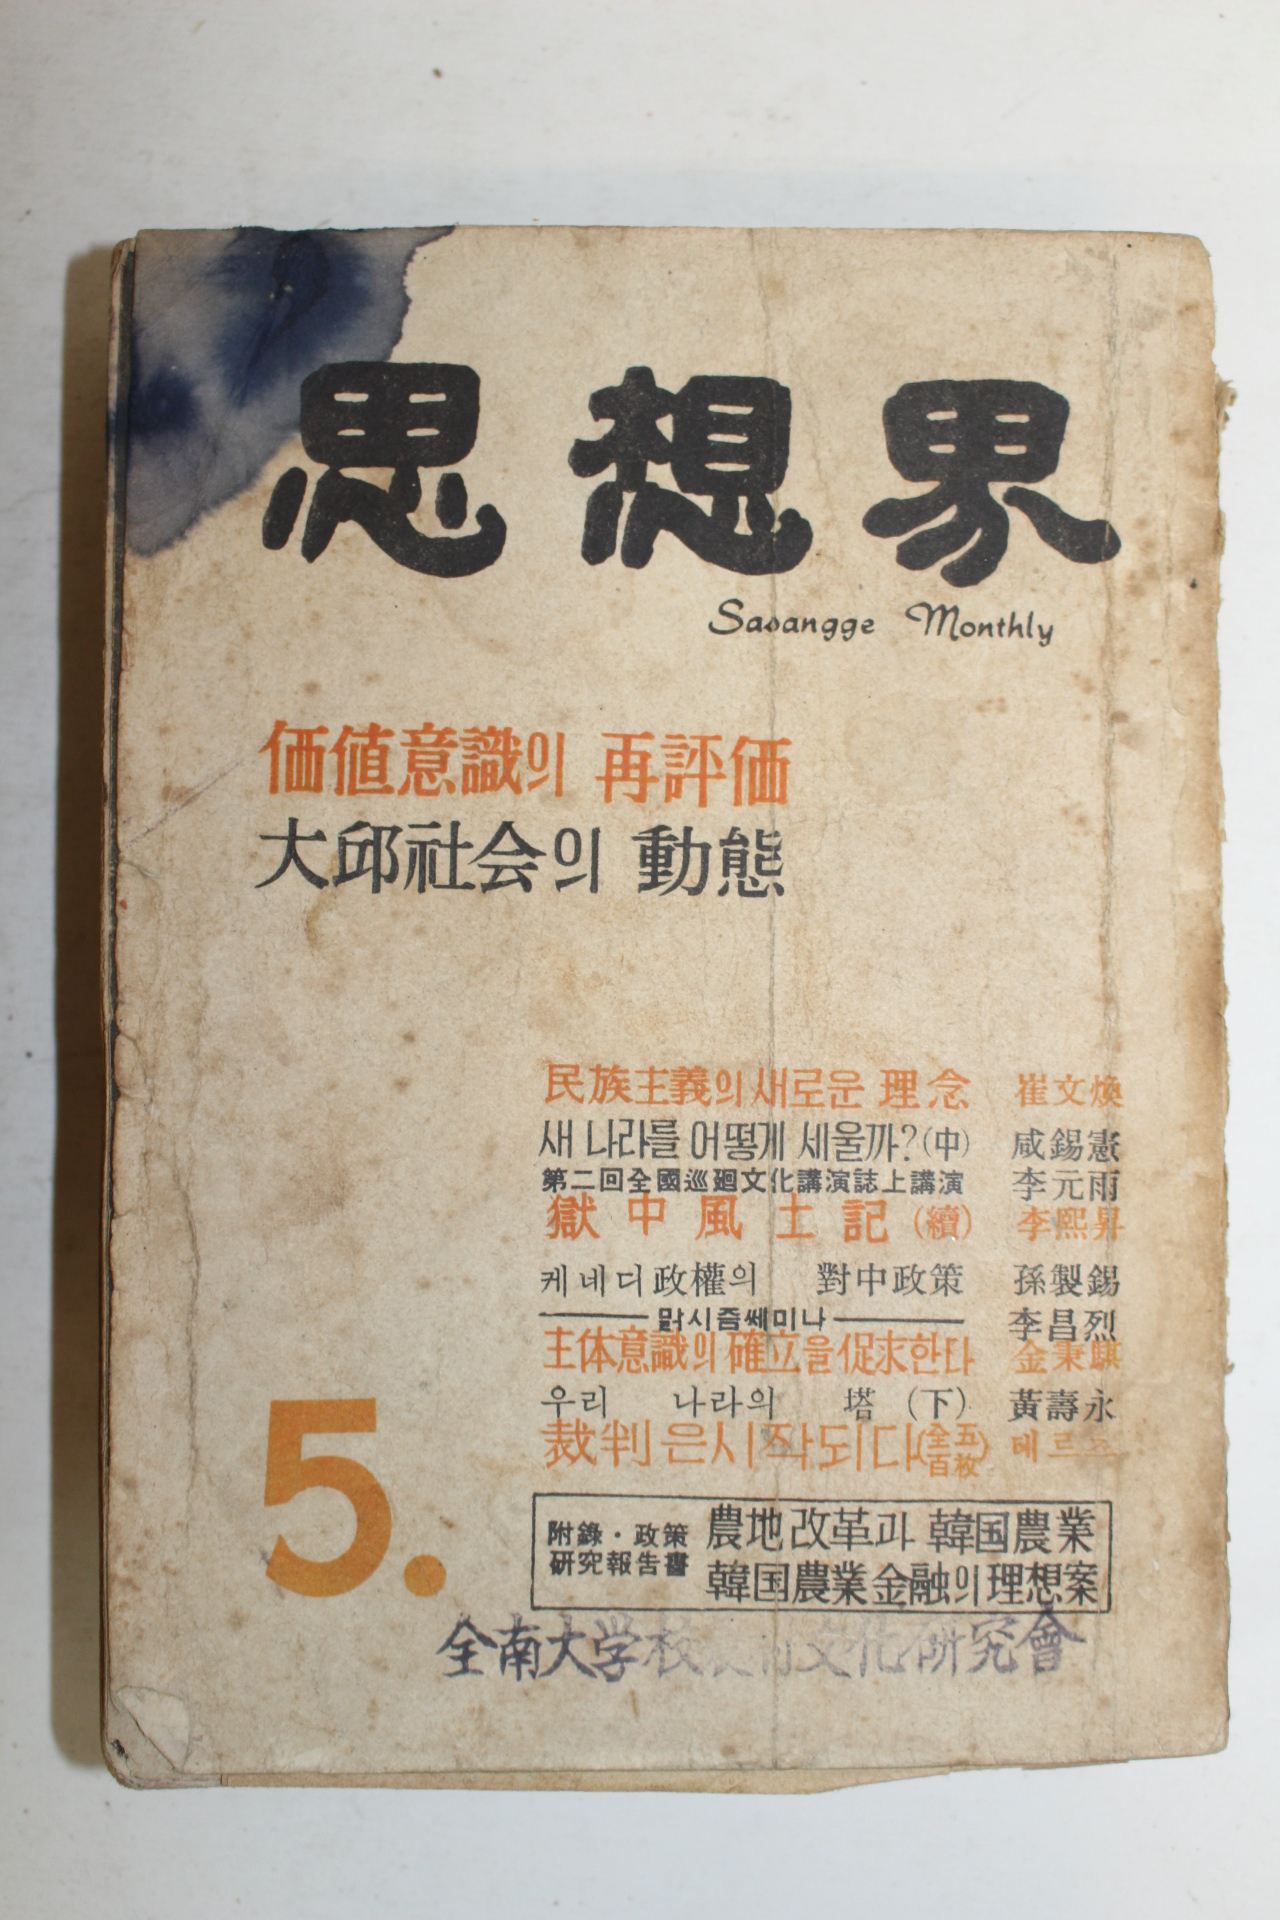 思想界
Sasangge Monthly
価値意識의 再評価
大邱社会의 動態
民族主義의 새로운 理念 崔文煥
새 나라를 어떻게 세울까?(中) 咸錫憲
第二回全國巡廻文化講演誌上講演 李元雨
獄中風土記(續) 李熙昇
케네디政權의 對中政策 孫製錫
맑시즘쎄미나 李昌烈
主体意識의 確立을 促求한다 金秉騏
우리 나라의 塔 (下) 黃壽永
裁判은 시작되다(全五百枚) 테르츠
附錄·政策研究報告書
農地改革과 韓国農業
韓国農業金融의 理想案
5.
全南大学校 文化研究會